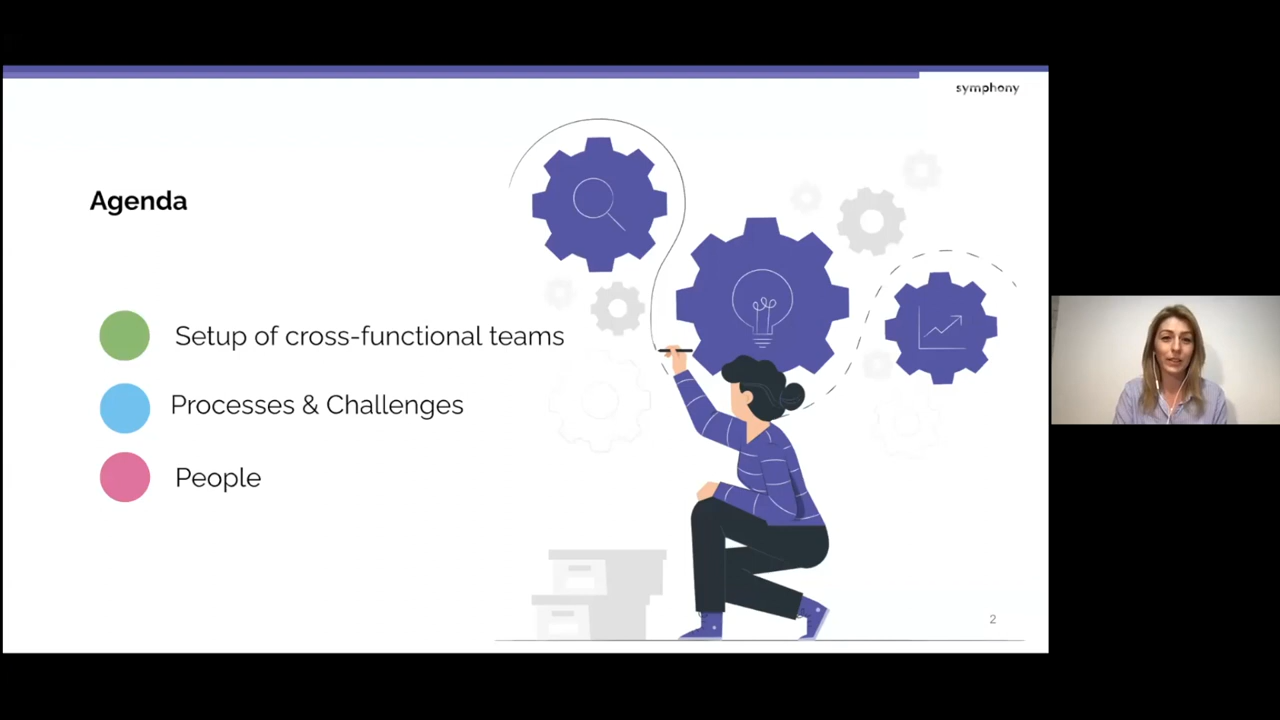 symphony
Agenda
Setup of cross-functional teams
Processes & Challenges
People
2